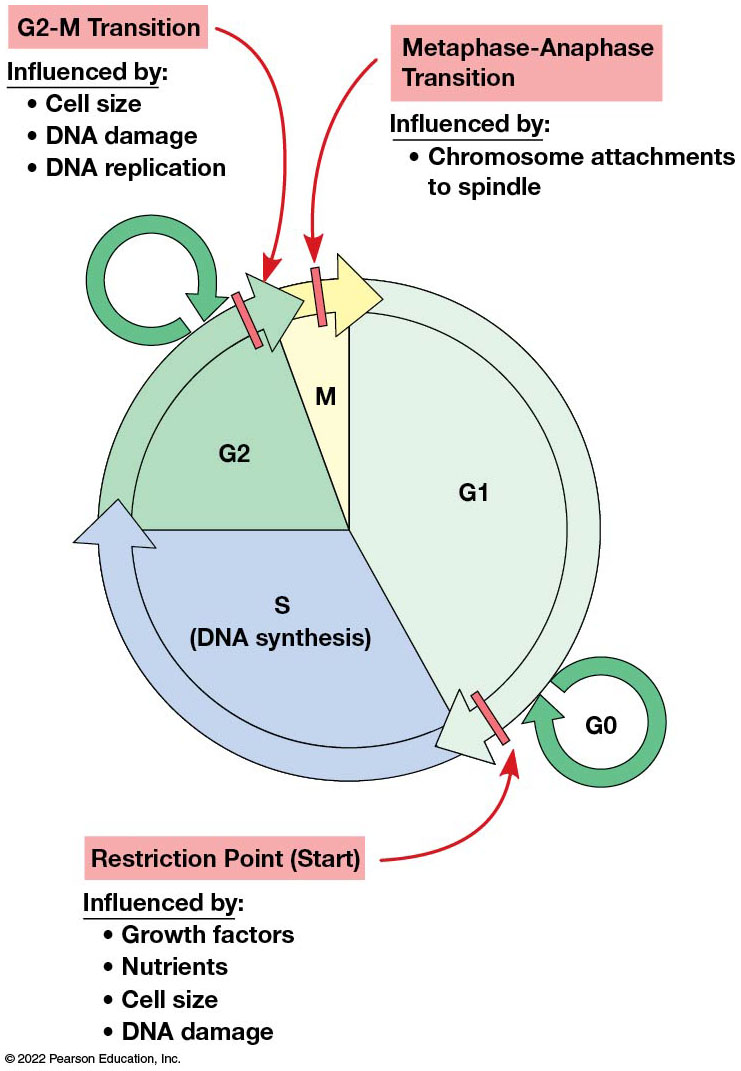 G2-M Transition
Influenced by:
• Cell size
• DNA damage
• DNA replication
Metaphase-Anaphase
Transition
Influenced by:
• Chromosome attachments
to spindle
M
G2
G1
S
(DNA synthesis)
G0
Restriction Point (Start)
Influenced by:
• Growth factors
• Nutrients
• Cell size
• DNA damage
© 2022 Pearson Education, Inc.